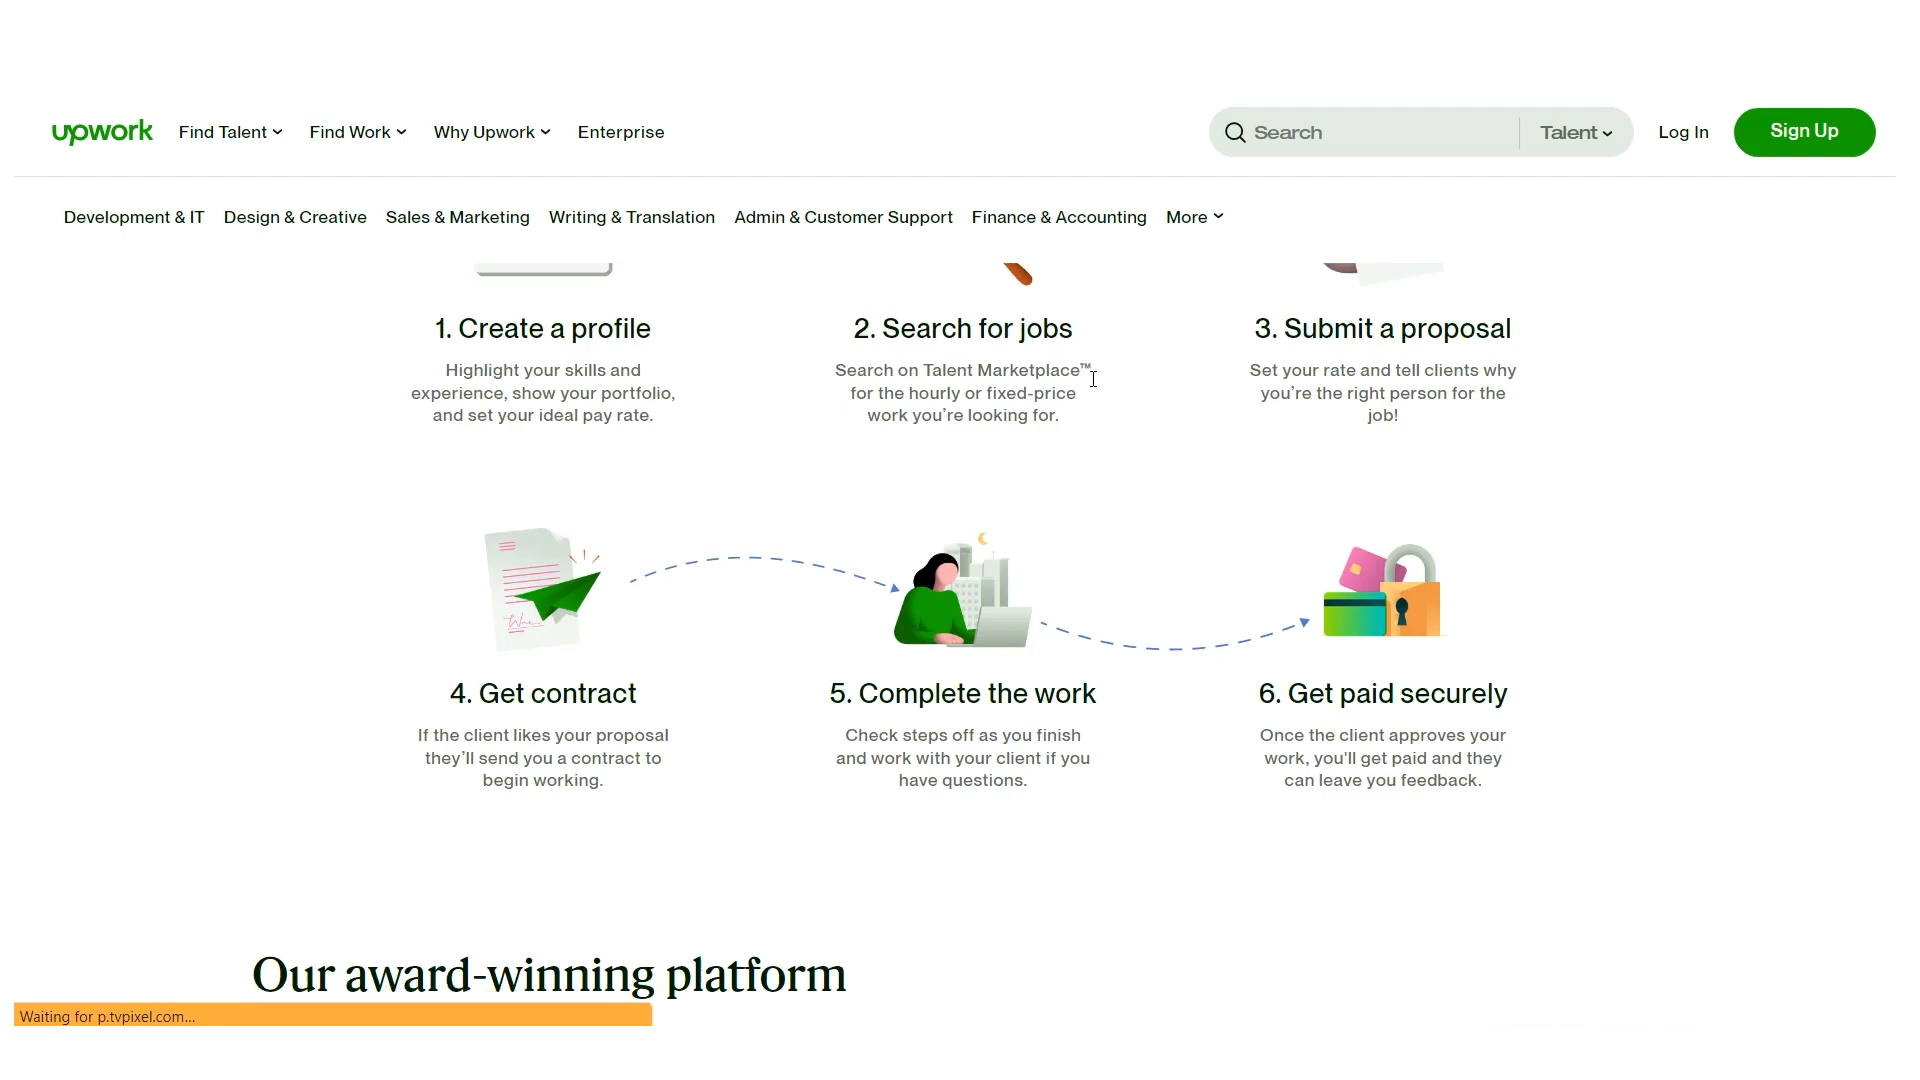 upwork Find Talent Find Work Why Upwork Enterprise Search Talent Log In Sign Up
Development & IT Design & Creative Sales & Marketing Writing & Translation Admin & Customer Support Finance & Accounting More
1. Create a profile
Highlight your skills and
experience, show your portfolio,
and set your ideal pay rate.
2. Search for jobs
Search on Talent Marketplace™
for the hourly or fixed-price
work you’re looking for.
3. Submit a proposal
Set your rate and tell clients why
you’re the right person for the
job!
4. Get contract
If the client likes your proposal
they’ll send you a contract to
begin working.
5. Complete the work
Check steps off as you finish
and work with your client if you
have questions.
6. Get paid securely
Once the client approves your
work, you'll get paid and they
can leave you feedback.
Our award-winning platform
Waiting for p.tvpixel.com...